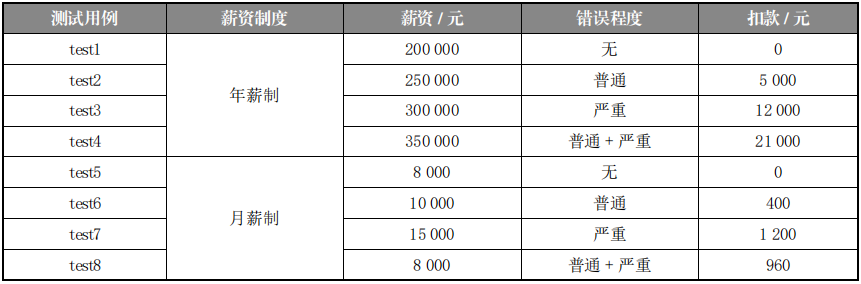 测试用例 薪资制度 薪资 / 元 错误程度 扣款 / 元
test1 年薪制 200 000 无 0
test2 250 000 普通 5 000
test3 300 000 严重 12 000
test4 350 000 普通 + 严重 21 000
test5 月薪制 8 000 无 0
test6 10 000 普通 400
test7 15 000 严重 1 200
test8 8 000 普通 + 严重 960